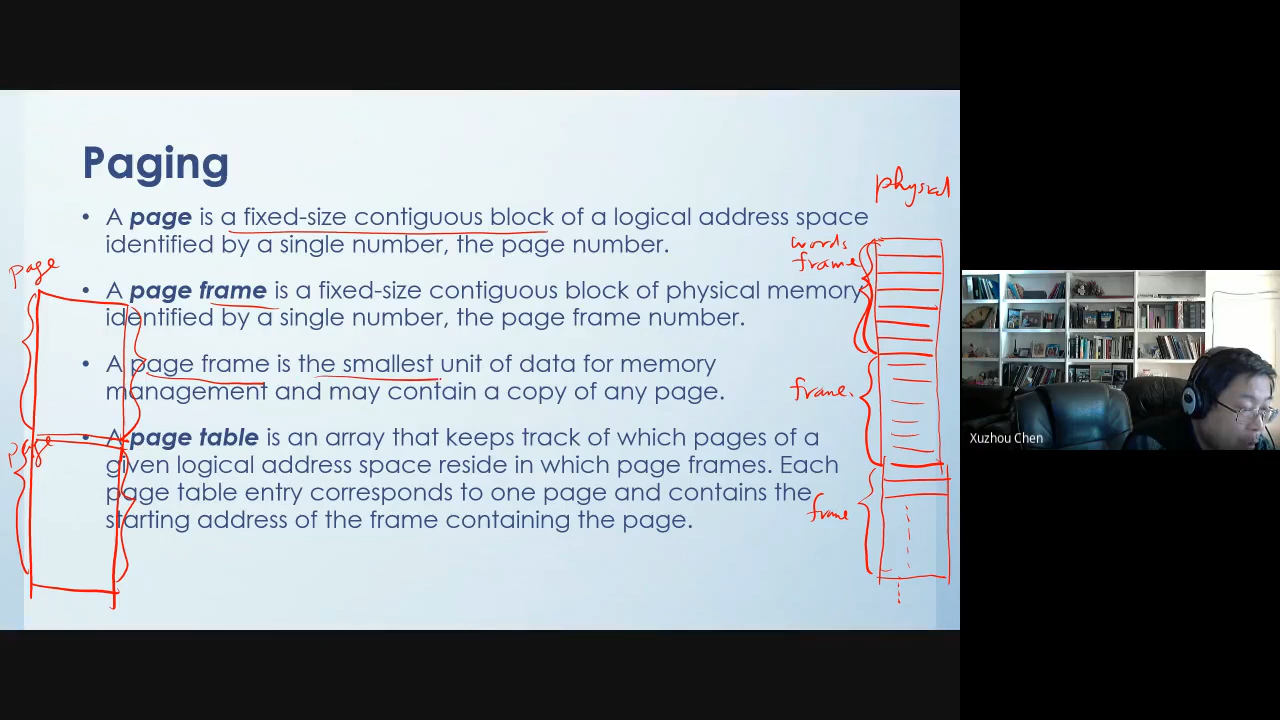 Paging
• A page is a fixed-size contiguous block of a logical address space
identified by a single number, the page number.
• A page frame is a fixed-size contiguous block of physical memory
identified by a single number, the page frame number.
• A page frame is the smallest unit of data for memory
management and may contain a copy of any page.
• A page table is an array that keeps track of which pages of a
given logical address space reside in which page frames. Each
page table entry corresponds to one page and contains the
starting address of the frame containing the page.
page
page
physical
words
frame
frame.
frame
Xuzhou Chen